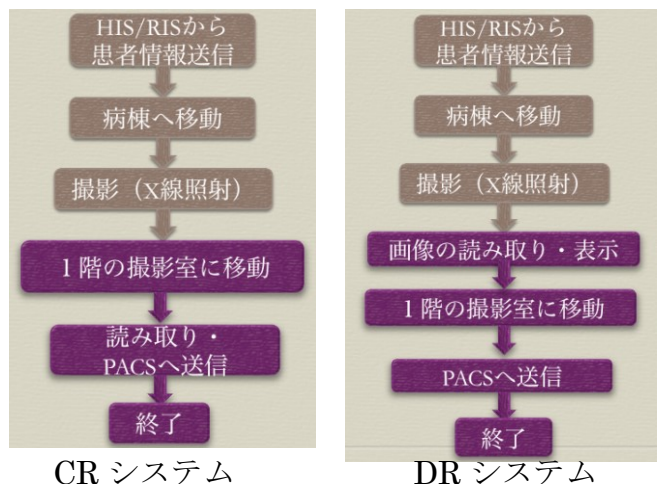 HIS/RISから
患者情報送信
病棟へ移動
撮影（X線照射）
1階の撮影室に移動
読み取り・
PACSへ送信
終了
CR システム
HIS/RISから
患者情報送信
病棟へ移動
撮影（X線照射）
画像の読み取り・表示
1階の撮影室に移動
PACSへ送信
終了
DR システム